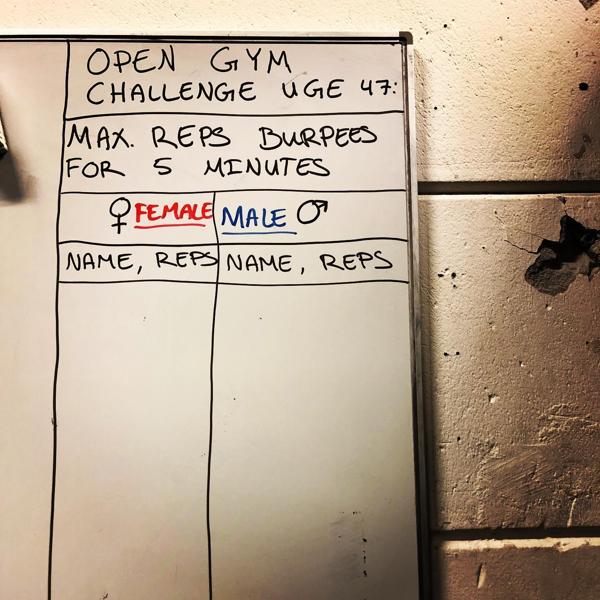 OPEN GYM
CHALLENGE UGE 47:
MAX. REPS BURPEES
FOR 5 MINUTES
♀ FEMALE MALE ♂
NAME, REPS NAME, REPS